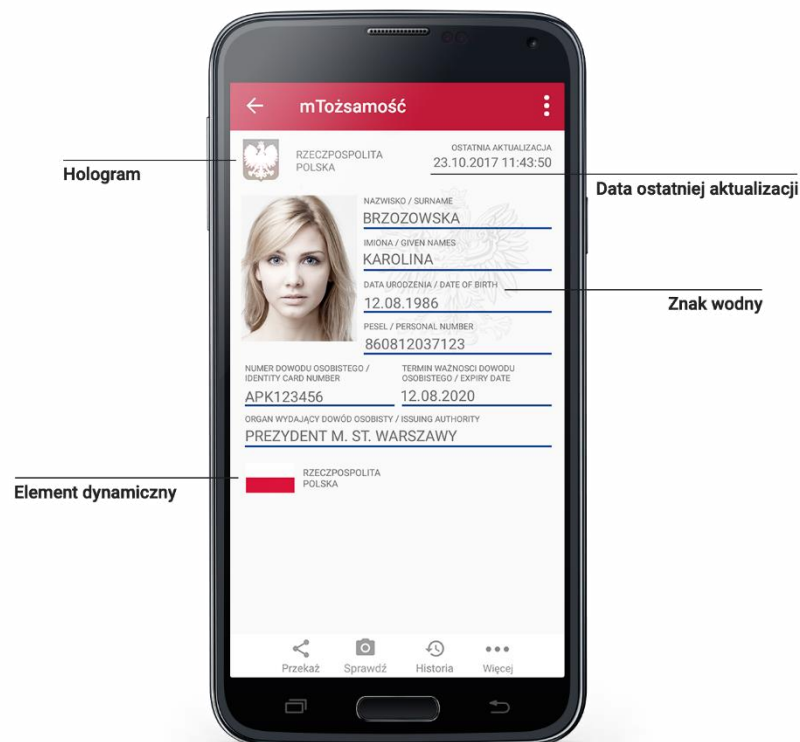 mTożsamość
RZECZPOSPOLITA
POLSKA
OSTATNIA AKTUALIZACJA
23.10.2017 11:43:50
Hologram
Data ostatniej aktualizacji
NAZWISKO / SURNAME
BRZOZOWSKA
IMIONA / GIVEN NAMES
KAROLINA
DATA URODZENIA / DATE OF BIRTH
12.08.1986
Znak wodny
PESEL / PERSONAL NUMBER
860812037123
NUMER DOWODU OSOBISTEGO /
IDENTITY CARD NUMBER
APK123456
TERMIN WAŻNOSCI DOWODU
OSOBISTEGO / EXPIRY DATE
12.08.2020
ORGAN WYDAJĄCY DOWÓD OSOBISTY / ISSUING AUTHORITY
PREZYDENT M. ST. WARSZAWY
RZECZPOSPOLITA
POLSKA
Element dynamiczny
Przekaż
Sprawdź
Historia
Więcej